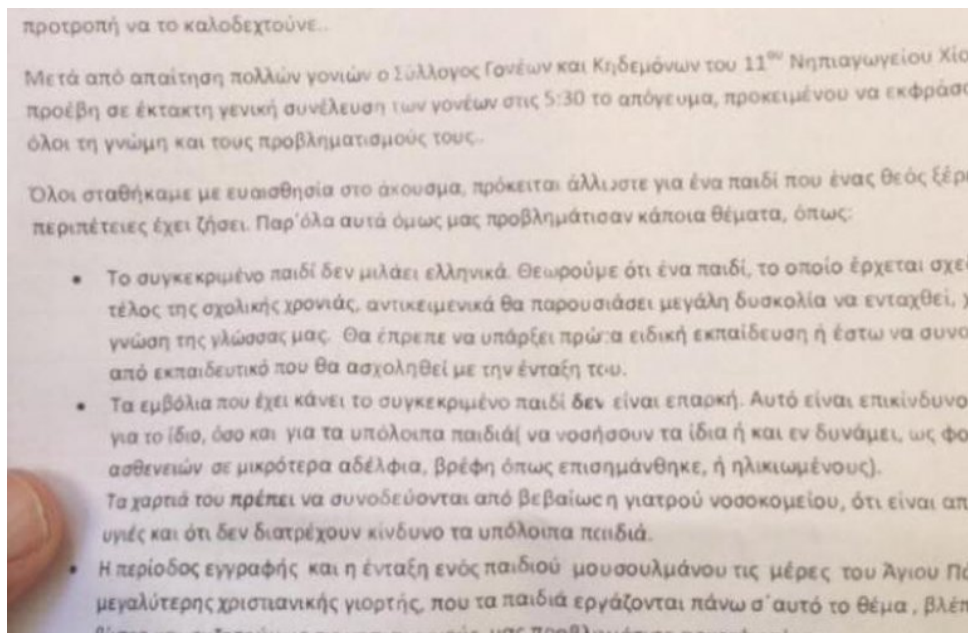 προτροπή να το καλοδεχτούνε..
Μετά από απαίτηση πολλών γονιών ο Σύλλογος Γονέων και Κηδεμόνων του 11ου Νηπιαγωγείου Χίο
προέβη σε έκτακτη γενική συνέλευση των γονέων στις 5:30 το απόγευμα, προκειμένου να εκφράσο
όλοι τη γνώμη και τους προβληματισμούς τους..
Όλοι σταθήκαμε με ευαισθησία στο άκουσμα, πρόκειται άλλωστε για ένα παιδί που ένας θεός ξέρ
περιπέτειες έχει ζήσει. Παρ΄όλα αυτά όμως μας προβλημάτισαν κάποια θέματα, όπως:
• Το συγκεκριμένο παιδί δεν μιλάει ελληνικά. Θεωρούμε ότι ένα παιδί, το οποίο έρχεται σχε
τέλος της σχολικής χρονιάς, αντικειμενικά θα παρουσιάσει μεγάλη δυσκολία να ενταχθεί,
γνώση της γλώσσας μας. Θα έπρεπε να υπάρξει πρώτα ειδική εκπαίδευση ή έστω να συνο
από εκπαιδευτικό που θα ασχοληθεί με την ένταξη του.
• Τα εμβόλια που έχει κάνει το συγκεκριμένο παιδί δεν είναι επαρκή. Αυτό είναι επικίνδυνο
για το ίδιο, όσο και για τα υπόλοιπα παιδιά( να νοσήσουν τα ίδια ή και εν δυνάμει, ως φο
ασθενειών σε μικρότερα αδέλφια, βρέφη όπως επισημάνθηκε, ή ηλικιωμένους).
Τα χαρτιά του πρέπει να συνοδεύονται από βεβαίωση γιατρού νοσοκομείου, ότι είναι απ
υγιές και ότι δεν διατρέχουν κίνδυνο τα υπόλοιπα παιδιά.
• Η περίοδος εγγραφής και η ένταξη ενός παιδιού μουσουλμάνου τις μέρες του Άγιου Πά
μεγαλύτερης χριστιανικής γιορτής, που τα παιδιά εργάζονται πάνω σ΄αυτό το θέμα , βλέπ